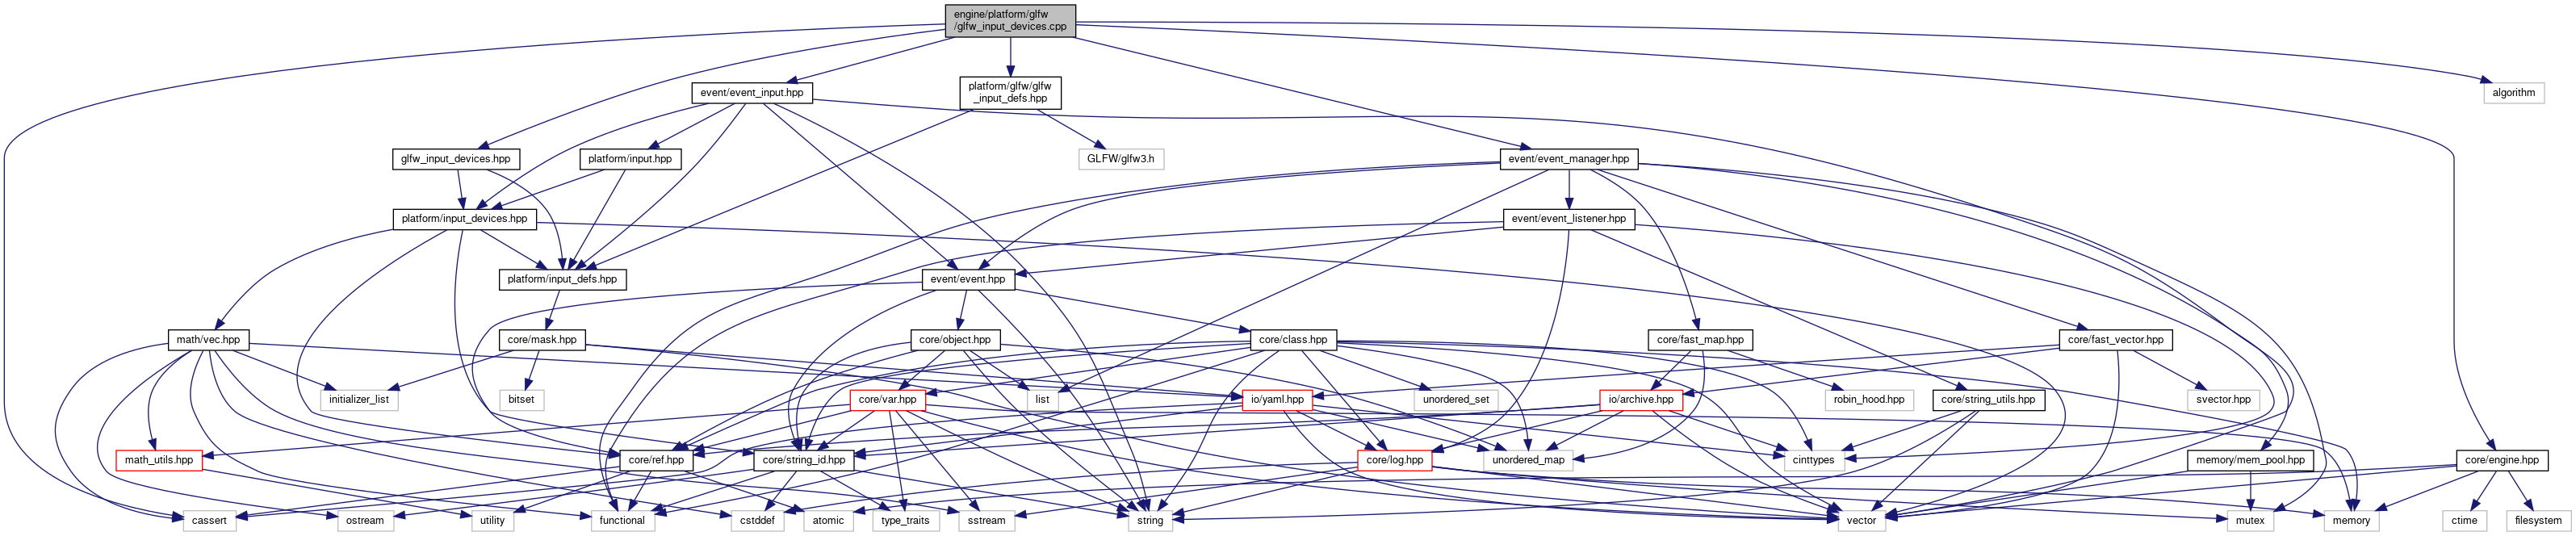 engine/platform/glfw
/glfw_input_devices.cpp
event/event_input.hpp
platform/glfw/glfw
_input_defs.hpp
algorithm
glfw_input_devices.hpp
platform/input.hpp
GLFW/glfw3.h
event/event_manager.hpp
platform/input_devices.hpp
event/event_listener.hpp
platform/input_defs.hpp
event/event.hpp
math/vec.hpp
core/mask.hpp
core/object.hpp
core/class.hpp
core/fast_map.hpp
core/fast_vector.hpp
initializer_list
bitset
core/var.hpp
list
io/yaml.hpp
unordered_set
io/archive.hpp
robin_hood.hpp
core/string_utils.hpp
svector.hpp
math_utils.hpp
core/ref.hpp
core/string_id.hpp
core/log.hpp
unordered_map
cinttypes
memory/mem_pool.hpp
core/engine.hpp
cassert
ostream
utility
functional
cstddef
atomic
type_traits
sstream
string
vector
mutex
memory
ctime
filesystem